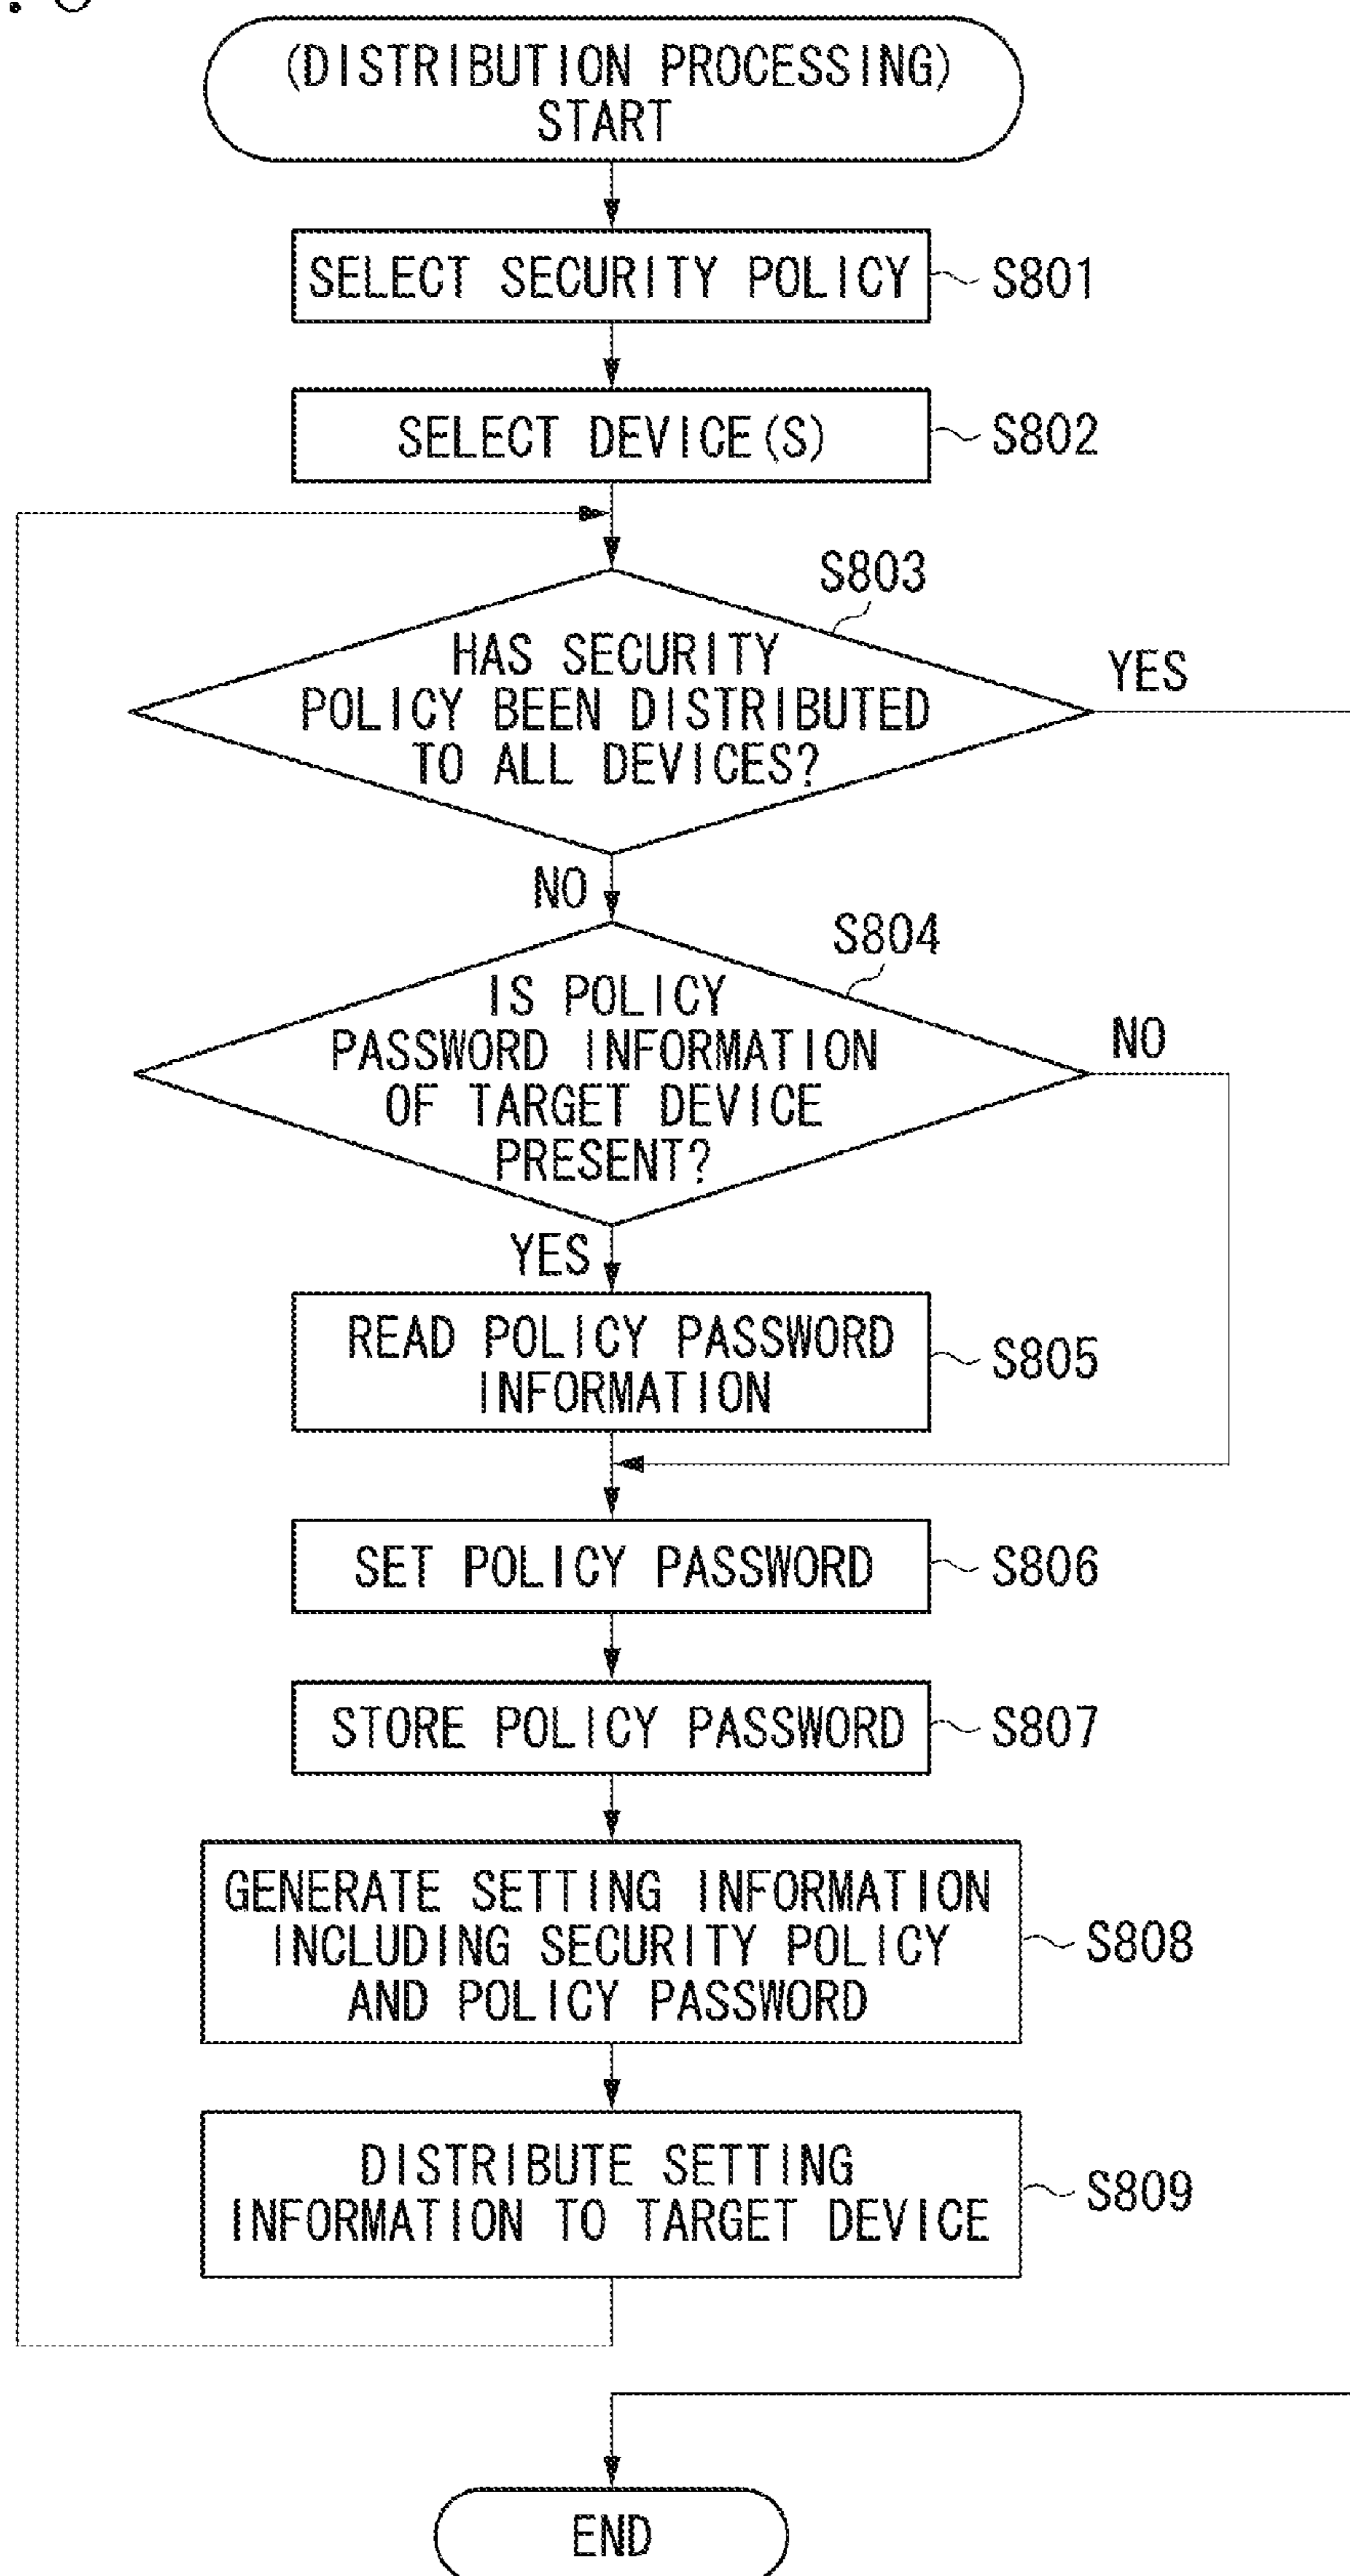 (DISTRIBUTION PROCESSING)
START
SELECT SECURITY POLICY
S801
SELECT DEVICE(S)
S802
S803
HAS SECURITY
POLICY BEEN DISTRIBUTED
TO ALL DEVICES?
YES
NO
S804
IS POLICY
PASSWORD INFORMATION
OF TARGET DEVICE
PRESENT?
NO
YES
READ POLICY PASSWORD
INFORMATION
S805
SET POLICY PASSWORD
S806
STORE POLICY PASSWORD
S807
GENERATE SETTING INFORMATION
INCLUDING SECURITY POLICY
AND POLICY PASSWORD
S808
DISTRIBUTE SETTING
INFORMATION TO TARGET DEVICE
S809
END